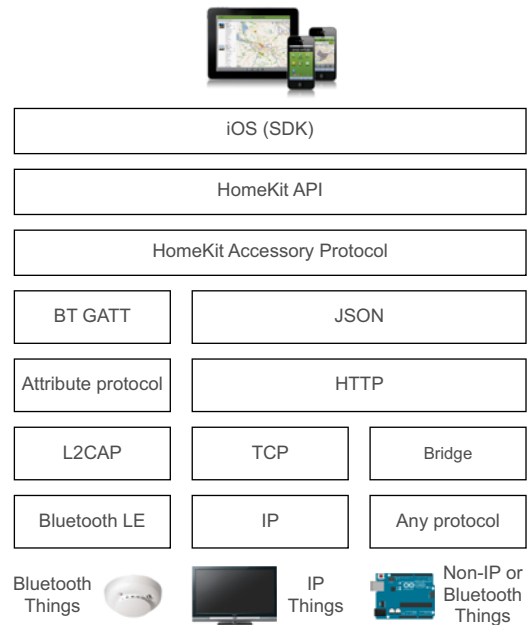 iOS (SDK)
HomeKit API
HomeKit Accessory Protocol
BT GATT
JSON
Attribute protocol
HTTP
L2CAP
TCP
Bridge
Bluetooth LE
IP
Any protocol
Bluetooth
Things
IP
Things
Non-IP or
Bluetooth
Things